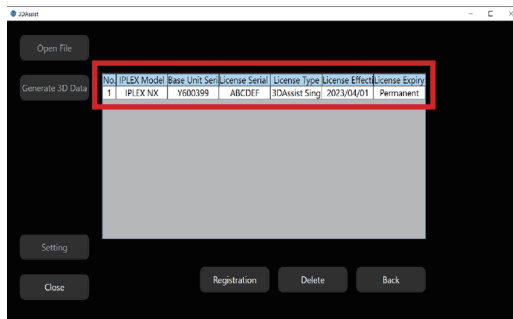 3DAssist
Open File
Generate 3D Data
No. IPLEX Model Base Unit Seri License Serial License Type License Effecti License Expiry
1 IPLEX NX Y600399 ABCDEF 3DAssist Sing 2023/04/01 Permanent
Setting
Close
Registration Delete Back